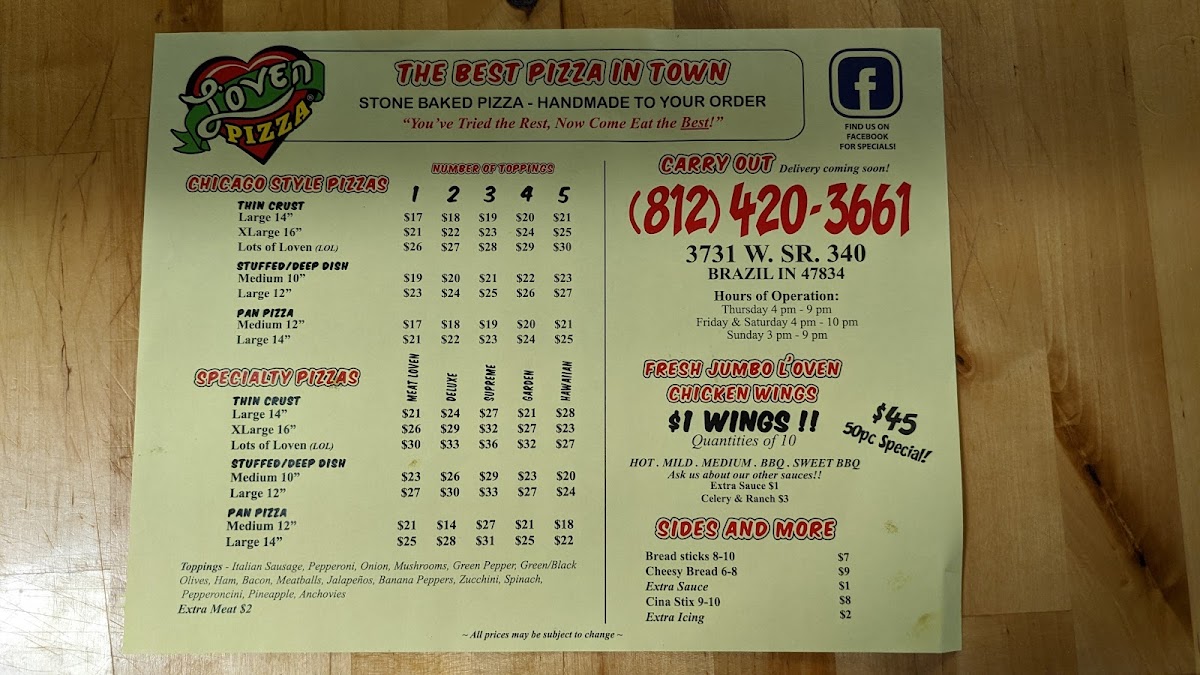 L'oven
PIZZA
THE BEST PIZZA IN TOWN
STONE BAKED PIZZA - HANDMADE TO YOUR ORDER
"You've Tried the Rest, Now Come Eat the Best!"
f
FIND US ON
FACEBOOK
FOR SPECIALS!
NUMBER OF TOPPINGS
CHICAGO STYLE PIZZAS 1 2 3 4 5
THIN CRUST
Large 14" $17 $18 $19 $20 $21
XLarge 16" $21 $22 $23 $24 $25
Lots of Loven (LOL) $26 $27 $28 $29 $30
STUFFED/DEEP DISH
Medium 10" $19 $20 $21 $22 $23
Large 12" $23 $24 $25 $26 $27
PAN PIZZA
Medium 12" $17 $18 $19 $20 $21
Large 14" $21 $22 $23 $24 $25
SPECIALTY PIZZAS MEAT LOVEN DELUXE SUPREME GARDEN HAWAIIAN
THIN CRUST
Large 14" $21 $24 $27 $21 $28
XLarge 16" $26 $29 $32 $27 $23
Lots of Loven (LOL) $30 $33 $36 $32 $27
STUFFED/DEEP DISH
Medium 10" $23 $26 $29 $23 $20
Large 12" $27 $30 $33 $27 $24
PAN PIZZA
Medium 12" $21 $14 $27 $21 $18
Large 14" $25 $28 $31 $25 $22
Toppings - Italian Sausage, Pepperoni, Onion, Mushrooms, Green Pepper, Green/Black
Olives, Ham, Bacon, Meatballs, Jalapeños, Banana Peppers, Zucchini, Spinach,
Pepperoncini, Pineapple, Anchovies
Extra Meat $2
CARRY OUT Delivery coming soon!
(812) 420-3661
3731 W. SR. 340
BRAZIL IN 47834
Hours of Operation:
Thursday 4 pm - 9 pm
Friday & Saturday 4 pm - 10 pm
Sunday 3 pm - 9 pm
FRESH JUMBO L'OVEN
CHICKEN WINGS
$1 WINGS !!
Quantities of 10
$45
50pc Special!
HOT . MILD . MEDIUM . BBQ . SWEET BBQ
Ask us about our other sauces!!
Extra Sauce $1
Celery & Ranch $3
SIDES AND MORE
Bread sticks 8-10 $7
Cheesy Bread 6-8 $9
Extra Sauce $1
Cina Stix 9-10 $8
Extra Icing $2
~ All prices may be subject to change ~